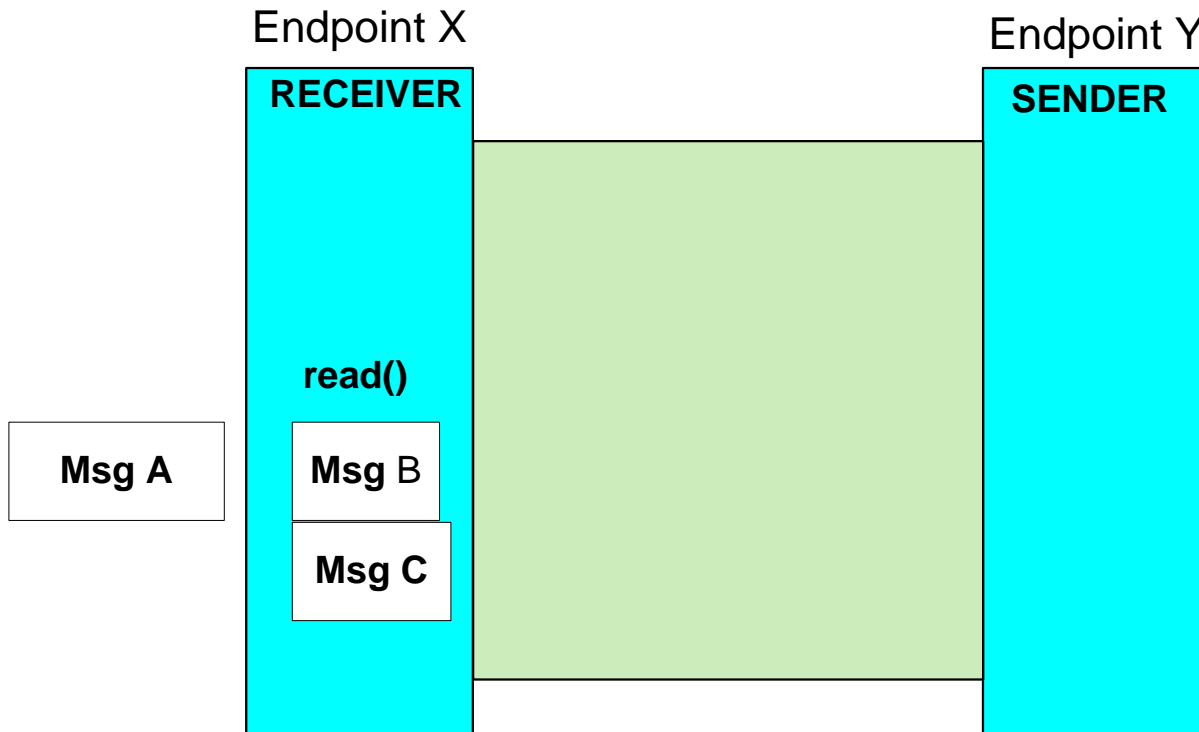 Endpoint X
Endpoint Y
RECEIVER
SENDER
read()
Msg A
Msg B
Msg C